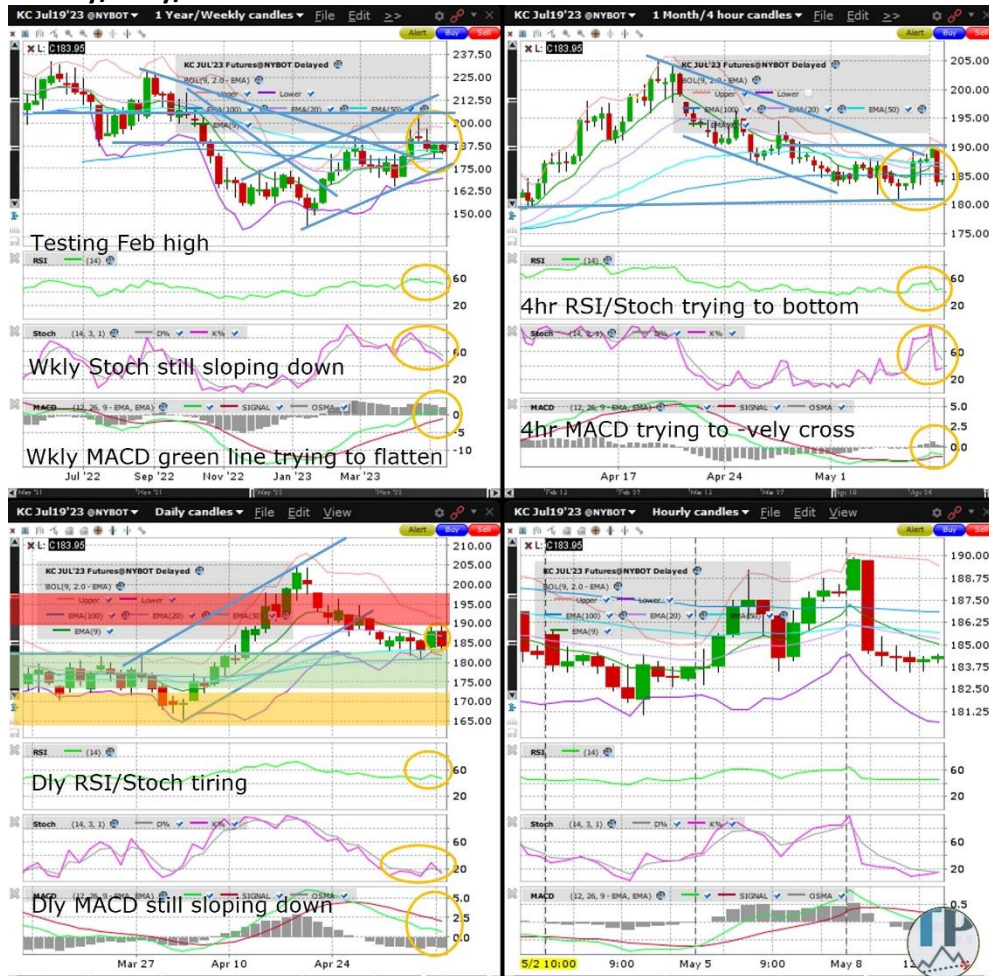 KC Jul19'23 @NYBOT 1 Year/Weekly candles File Edit >>
Alert Buy Sell
L: C183.95
KC JUL'23 Futures@NYBOT Delayed
BOL(9, 2.0 - EMA)
Upper Lower
EMA(100) EMA(20) EMA(50)
EMA(9)
237.50
225.00
212.50
200.00
187.50
175.00
162.50
150.00
Testing Feb high
RSI (14)
60
20
Stoch (14, 3, 1) D% K%
60
20
Wkly Stoch still sloping down
MACD (12, 26, 9 - EMA, EMA) SIGNAL OSMA
0
-5
-10
Wkly MACD green line trying to flatten
Jul '22 Sep '22 Nov '22 Jan '23 Mar '23
KC Jul19'23 @NYBOT 1 Month/4 hour candles File Edit >>
Alert Buy Sell
L: C183.95
KC JUL'23 Futures@NYBOT Delayed
BOL(9, 2.0 - EMA)
Upper Lower
EMA(100) EMA(20) EMA(50)
EMA(9)
205.00
200.00
195.00
190.00
185.00
180.00
175.00
RSI (14)
60
20
4hr RSI/Stoch trying to bottom
Stoch (14, 3, 1) D% K%
60
20
MACD (12, 26, 9 - EMA, EMA) SIGNAL OSMA
5.0
2.5
0.0
4hr MACD trying to -vely cross
Apr 17 Apr 24 May 1
KC Jul19'23 @NYBOT Daily candles File Edit View
Alert Buy Sell
L: C183.95
KC JUL'23 Futures@NYBOT Delayed
BOL(9, 2.0 - EMA)
Upper Lower
EMA(100) EMA(20) EMA(50)
EMA(9)
210.00
205.00
200.00
195.00
190.00
185.00
180.00
175.00
170.00
165.00
RSI (14)
60
20
Dly RSI/Stoch tiring
Stoch (14, 3, 1) D% K%
60
20
MACD (12, 26, 9 - EMA, EMA) SIGNAL OSMA
5.0
2.5
0.0
Dly MACD still sloping down
Mar 27 Apr 10 Apr 24
KC Jul19'23 @NYBOT Hourly candles File Edit View
Alert Buy Sell
L: C183.95
KC JUL'23 Futures@NYBOT Delayed
BOL(9, 2.0 - EMA)
Upper Lower
EMA(100) EMA(20) EMA(50)
EMA(9)
190.00
188.75
187.50
186.25
185.00
183.75
182.50
181.25
RSI (14)
60
20
Stoch (14, 3, 1) D% K%
60
20
MACD (12, 26, 9 - EMA, EMA) SIGNAL OSMA
0.5
5/2 10:00 9:00 May 5 9:00 May 8
TP